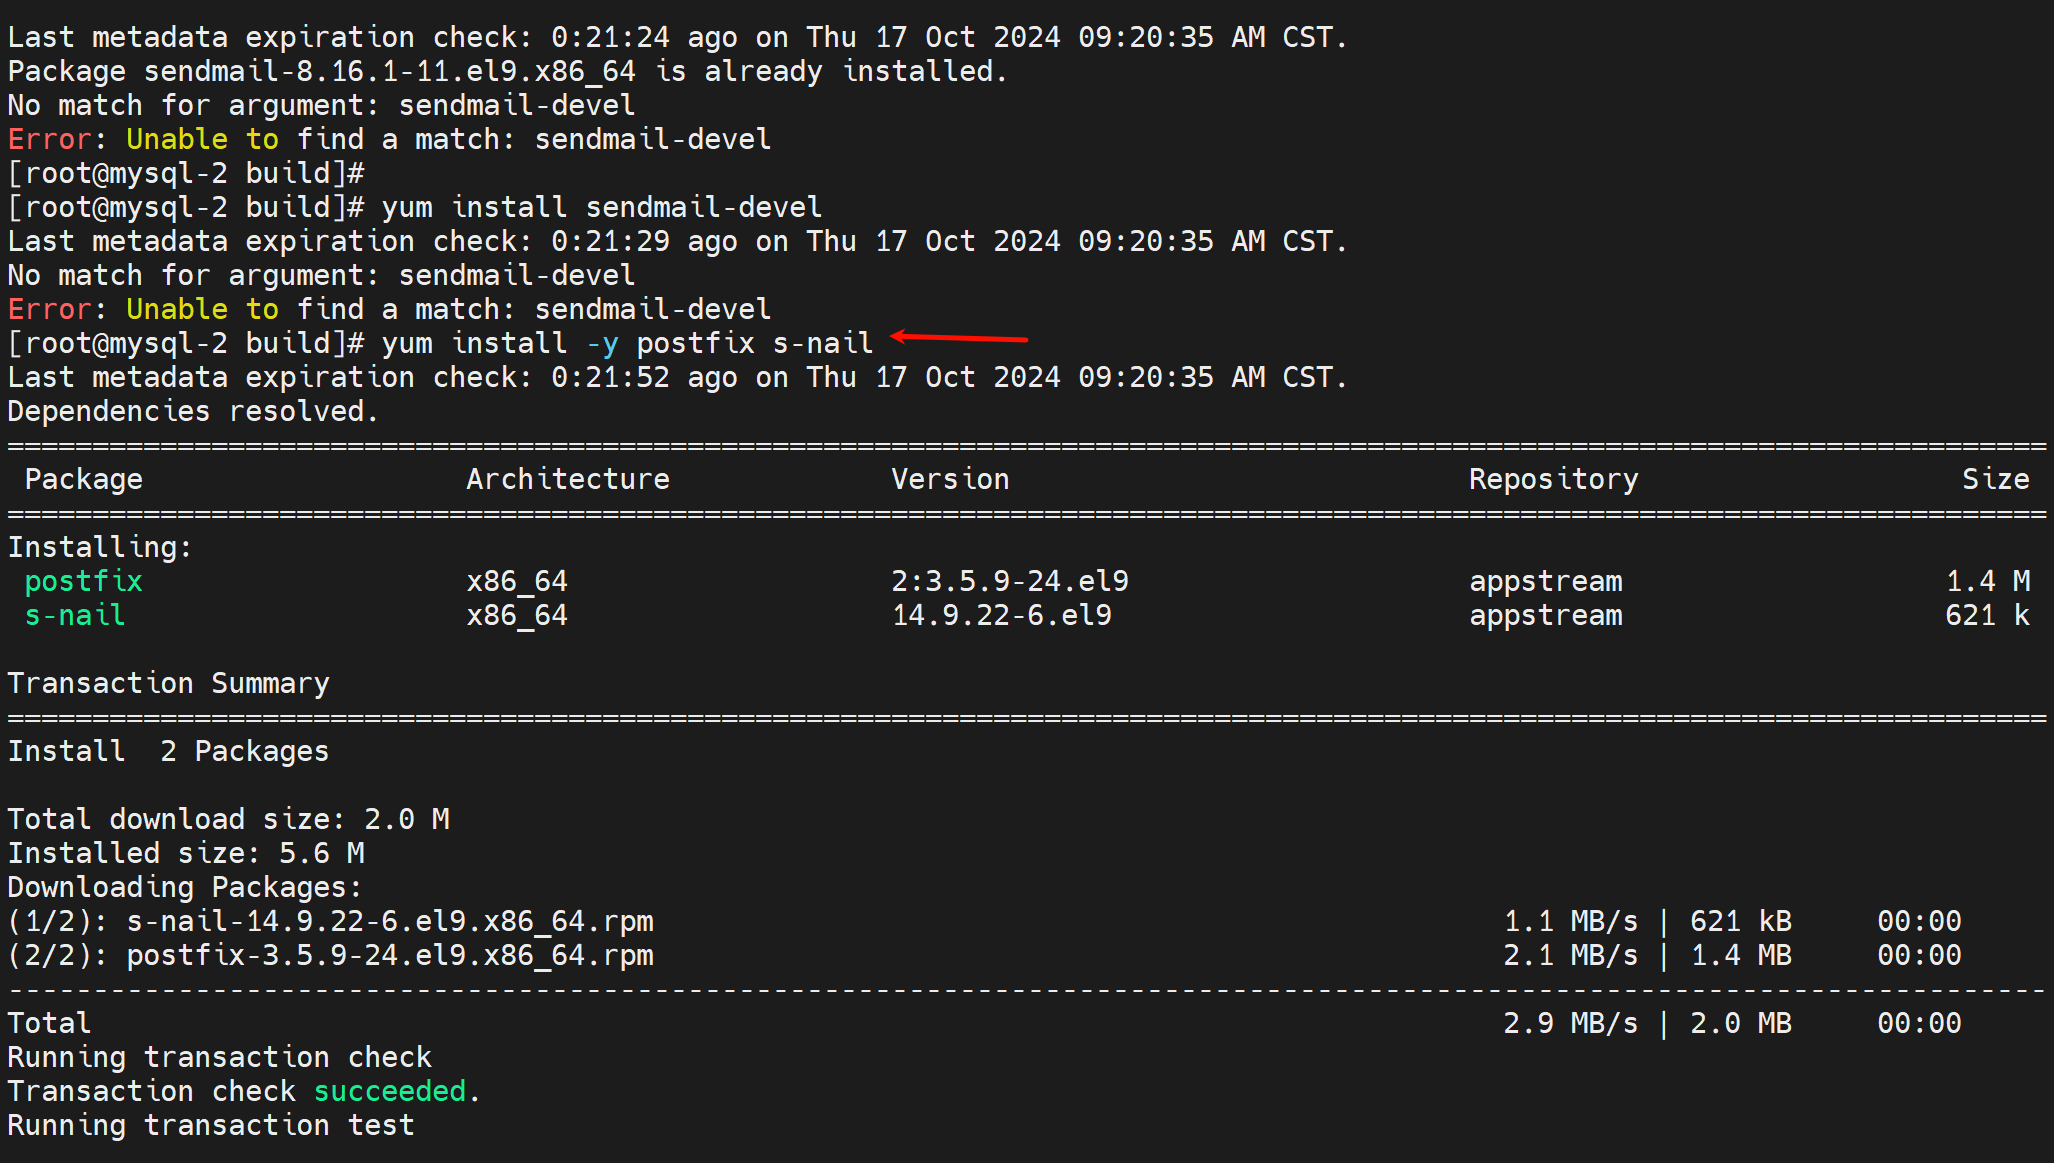 Last metadata expiration check: 0:21:24 ago on Thu 17 Oct 2024 09:20:35 AM CST.
Package sendmail-8.16.1-11.el9.x86_64 is already installed.
No match for argument: sendmail-devel
Error: Unable to find a match: sendmail-devel
[root@mysql-2 build]#
[root@mysql-2 build]# yum install sendmail-devel
Last metadata expiration check: 0:21:29 ago on Thu 17 Oct 2024 09:20:35 AM CST.
No match for argument: sendmail-devel
Error: Unable to find a match: sendmail-devel
[root@mysql-2 build]# yum install -y postfix s-nail
Last metadata expiration check: 0:21:52 ago on Thu 17 Oct 2024 09:20:35 AM CST.
Dependencies resolved.
========================================================================================================================
Package Architecture Version Repository Size
========================================================================================================================
Installing:
postfix x86_64 2:3.5.9-24.el9 appstream 1.4 M
s-nail x86_64 14.9.22-6.el9 appstream 621 k
Transaction Summary
========================================================================================================================
Install  2 Packages
Total download size: 2.0 M
Installed size: 5.6 M
Downloading Packages:
(1/2): s-nail-14.9.22-6.el9.x86_64.rpm 1.1 MB/s | 621 kB 00:00
(2/2): postfix-3.5.9-24.el9.x86_64.rpm 2.1 MB/s | 1.4 MB 00:00
------------------------------------------------------------------------------------------------------------------------
Total 2.9 MB/s | 2.0 MB 00:00
Running transaction check
Transaction check succeeded.
Running transaction test